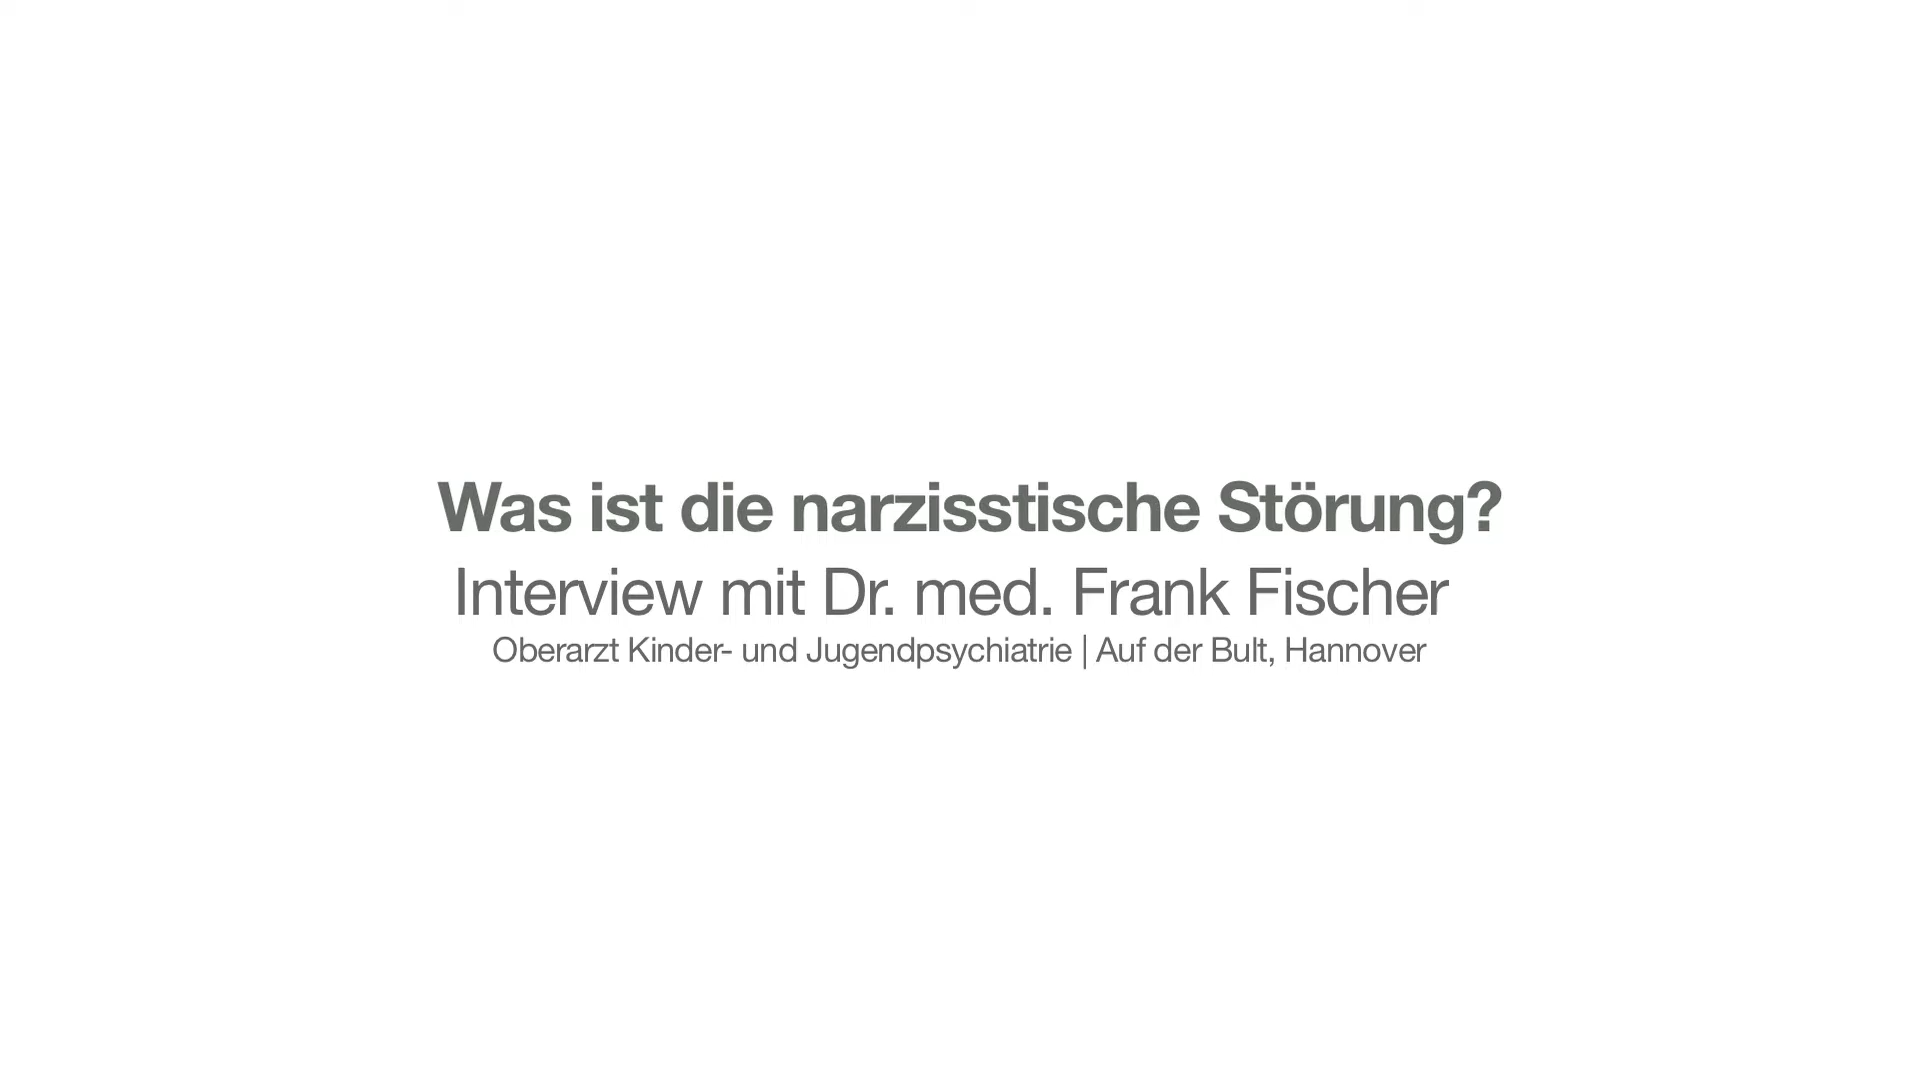 Was ist die narzisstische Störung?
Interview mit Dr. med. Frank Fischer
Oberarzt Kinder- und Jugendpsychiatrie | Auf der Bult, Hannover